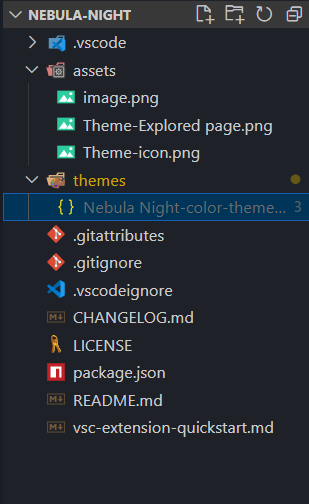 NEBULA-NIGHT
.vscode
assets
image.png
Theme-Explored page.png
Theme-icon.png
themes
{ } Nebula Night-color-theme... 3
.gitattributes
.gitignore
.vscodeignore
CHANGELOG.md
LICENSE
package.json
README.md
vsc-extension-quickstart.md